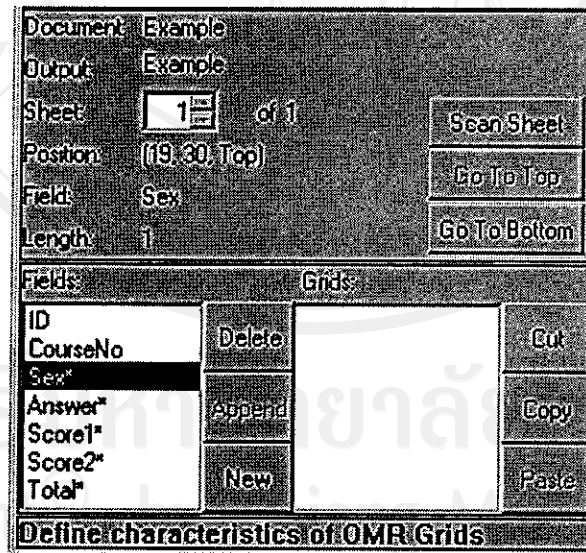 Document: Example
Output: Example
Sheet: 1 of 1
Position: (19, 30, Top)
Field: Sex
Length: 1
Scan Sheet
Go To Top
Go To Bottom
Fields:
ID
CourseNo
Sex*
Answer*
Score1*
Score2*
Total*
Delete
Append
New
Grids:
Cut
Copy
Paste
Define characteristics of OMR Grids